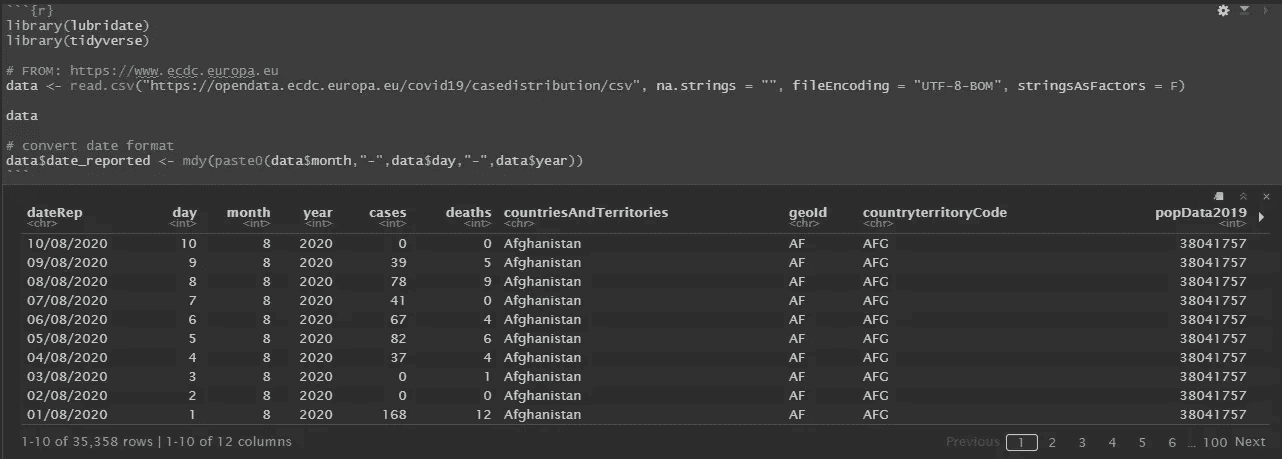 ```{r}
library(lubridate)
library(tidyverse)
# FROM: https://www.ecdc.europa.eu
data <- read.csv("https://opendata.ecdc.europa.eu/covid19/casedistribution/csv", na.strings = "", fileEncoding = "UTF-8-BOM", stringsAsFactors = F)
data
# convert date format
data$date_reported <- mdy(paste0(data$month,"-",data$day,"-",data$year))
```
dateRep day month year cases deaths countriesAndTerritories geoId countryterritoryCode popData2019
<chr> <int> <int> <int> <int> <int> <chr> <chr> <chr> <int>
10/08/2020 10 8 2020 0 0 Afghanistan AF AFG 38041757
09/08/2020 9 8 2020 39 5 Afghanistan AF AFG 38041757
08/08/2020 8 8 2020 78 9 Afghanistan AF AFG 38041757
07/08/2020 7 8 2020 41 0 Afghanistan AF AFG 38041757
06/08/2020 6 8 2020 67 4 Afghanistan AF AFG 38041757
05/08/2020 5 8 2020 82 6 Afghanistan AF AFG 38041757
04/08/2020 4 8 2020 37 4 Afghanistan AF AFG 38041757
03/08/2020 3 8 2020 0 1 Afghanistan AF AFG 38041757
02/08/2020 2 8 2020 0 0 Afghanistan AF AFG 38041757
01/08/2020 1 8 2020 168 12 Afghanistan AF AFG 38041757
1-10 of 35,358 rows | 1-10 of 12 columns Previous 1 2 3 4 5 6 ... 100 Next